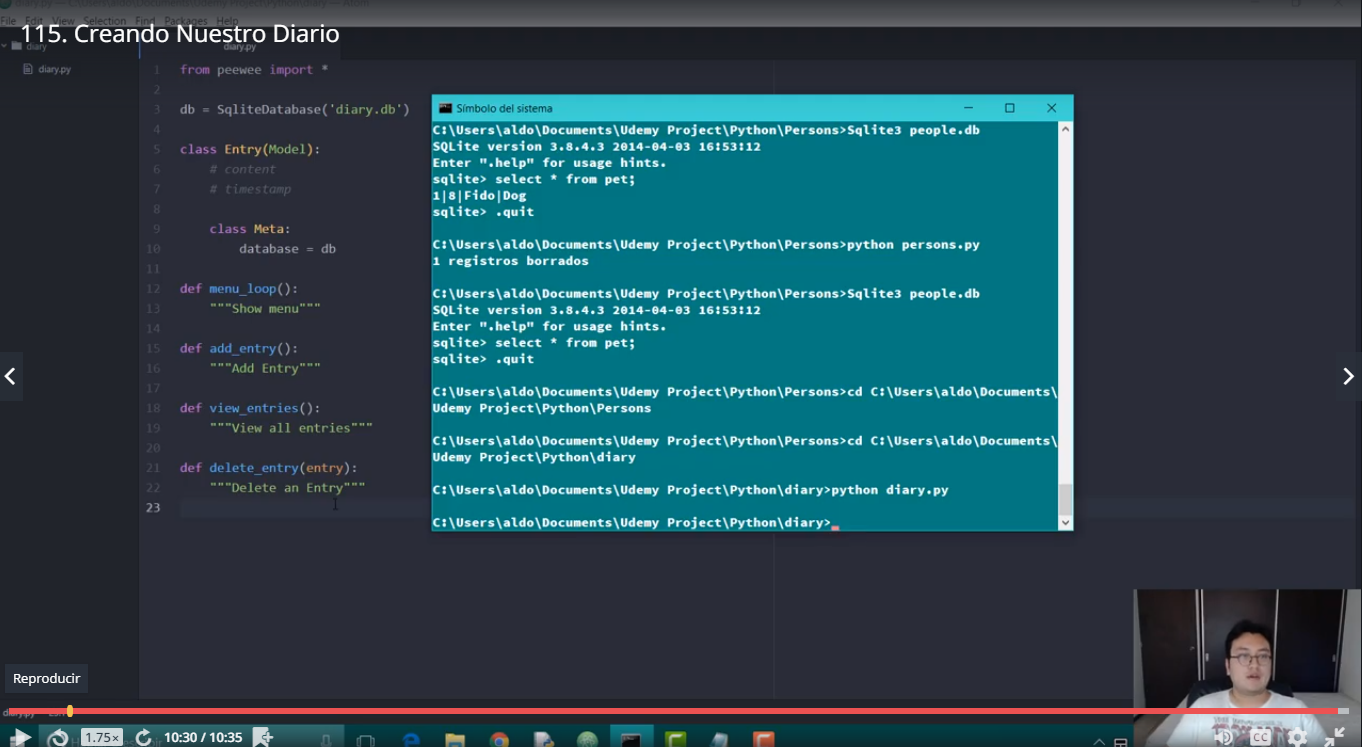 115. Creando Nuestro Diario
File Edit View Selection Find Packages Help
diary
diary.py
diary.py
1 from peewee import *
2
3 db = SqliteDatabase('diary.db')
4
5 class Entry(Model):
6 # content
7 # timestamp
8
9 class Meta:
10 database = db
11
12 def menu_loop():
13 """Show menu"""
14
15 def add_entry():
16 """Add Entry"""
17
18 def view_entries():
19 """View all entries"""
20
21 def delete_entry(entry):
22 """Delete an Entry"""
23
Símbolo del sistema
C:\Users\aldo\Documents\Udemy Project\Python\Persons>Sqlite3 people.db
SQLite version 3.8.4.3 2014-04-03 16:53:12
Enter ".help" for usage hints.
sqlite> select * from pet;
1|8|Fido|Dog
sqlite> .quit
C:\Users\aldo\Documents\Udemy Project\Python\Persons>python persons.py
1 registros borrados
C:\Users\aldo\Documents\Udemy Project\Python\Persons>Sqlite3 people.db
SQLite version 3.8.4.3 2014-04-03 16:53:12
Enter ".help" for usage hints.
sqlite> select * from pet;
sqlite> .quit
C:\Users\aldo\Documents\Udemy Project\Python\Persons>cd C:\Users\aldo\Documents\
Udemy Project\Python\Persons
C:\Users\aldo\Documents\Udemy Project\Python\Persons>cd C:\Users\aldo\Documents\
Udemy Project\Python\diary
C:\Users\aldo\Documents\Udemy Project\Python\diary>python diary.py
C:\Users\aldo\Documents\Udemy Project\Python\diary>
Reproducir
1.75×
10:30 / 10:35
CC